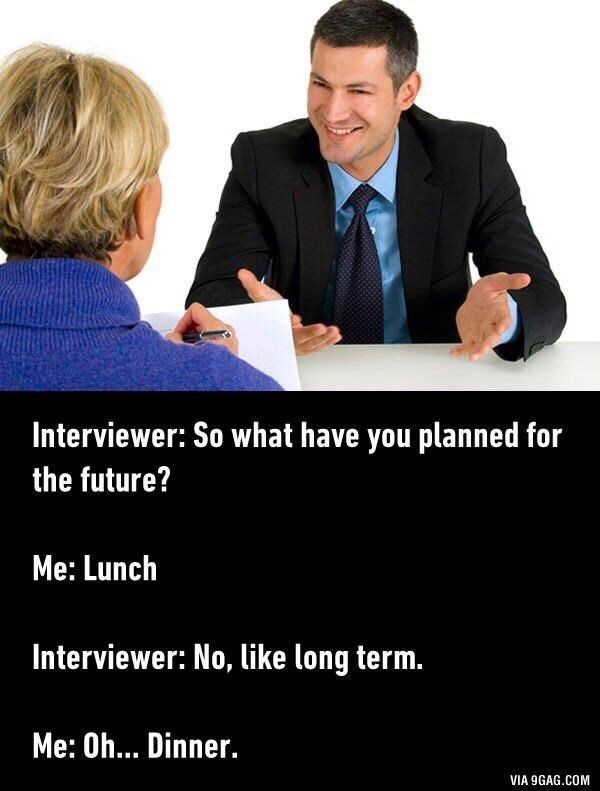 Interviewer: So what have you planned for
the future?
Me: Lunch
Interviewer: No, like long term.
Me: Oh... Dinner.
VIA 9GAG.COM